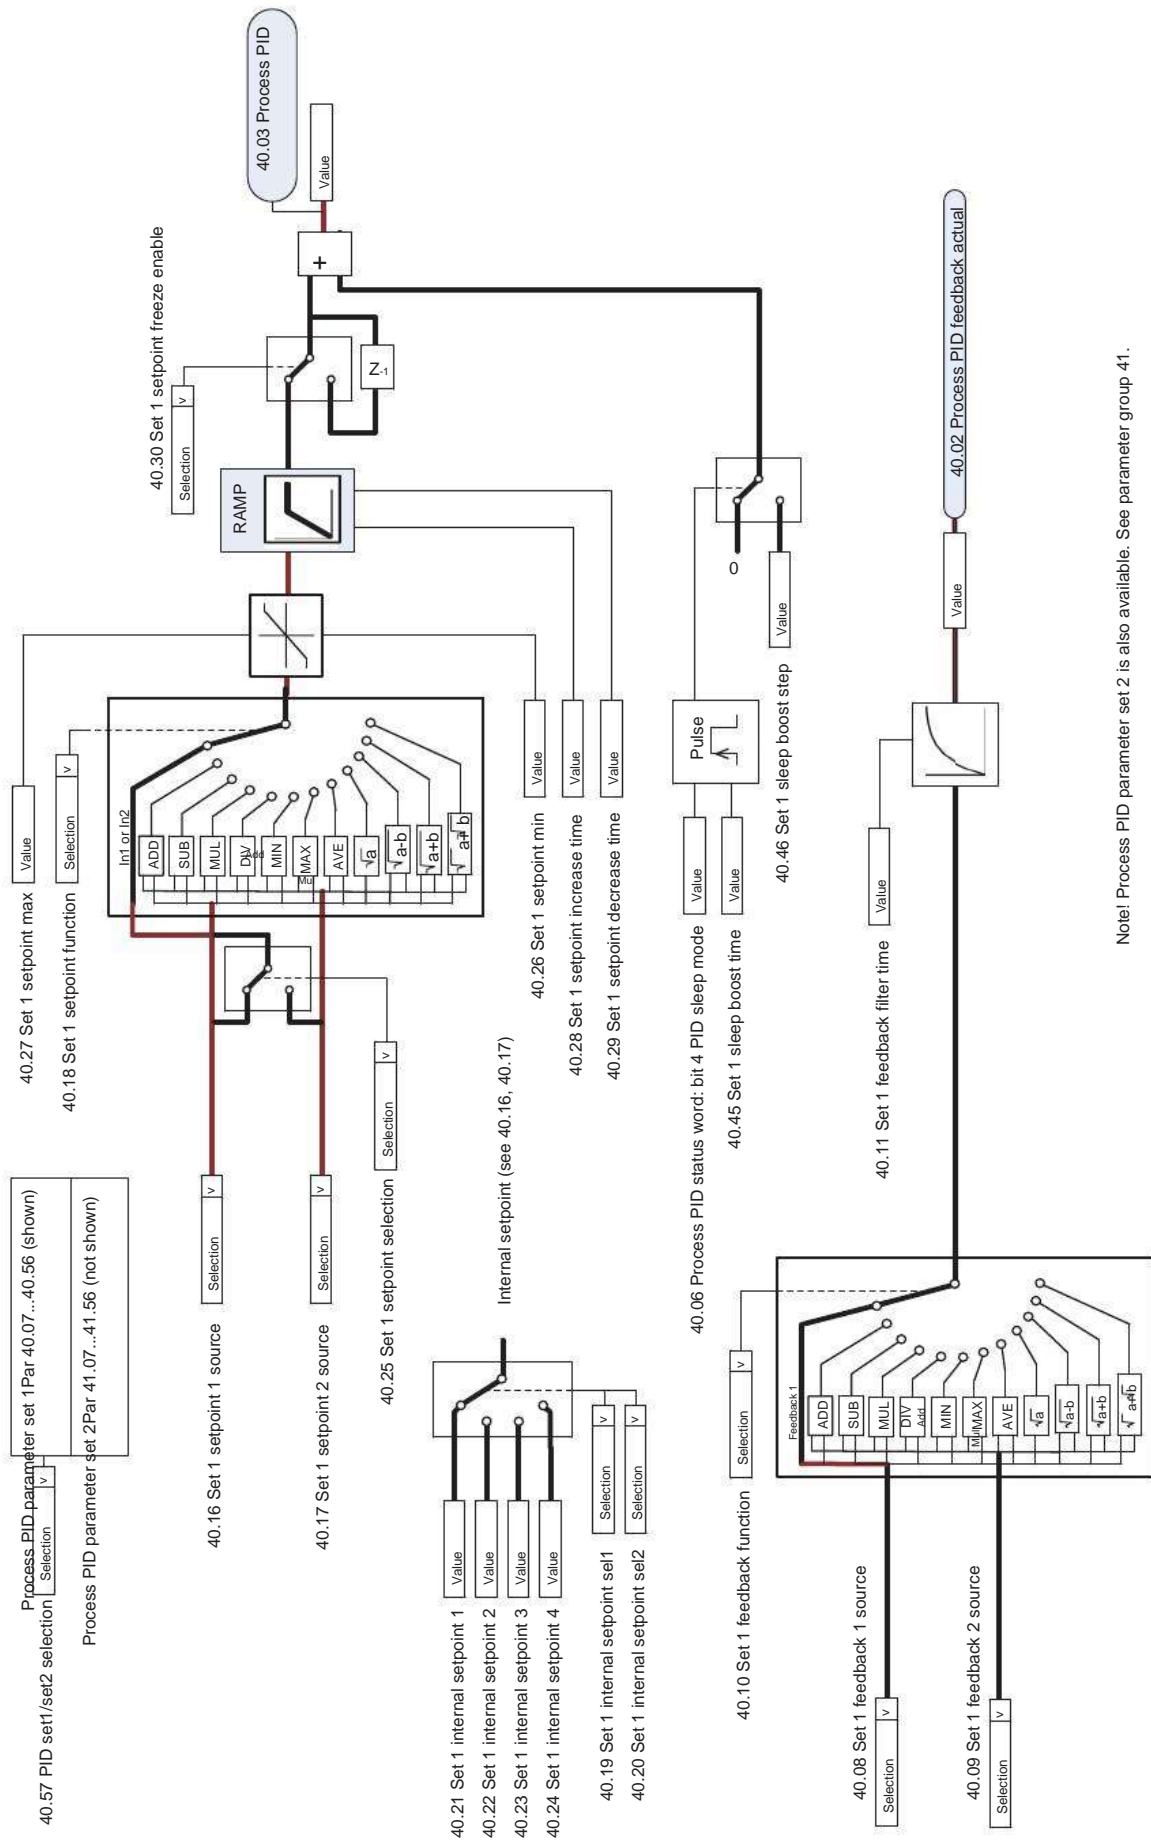 40.57 PID set1/set2 selection
Selection v
Process PID parameter set 1Par 40.07...40.56 (shown)
Process PID parameter set 2Par 41.07...41.56 (not shown)
40.27 Set 1 setpoint max
Value
40.18 Set 1 setpoint function
Selection v
40.16 Set 1 setpoint 1 source
Selection v
40.17 Set 1 setpoint 2 source
Selection v
40.25 Set 1 setpoint selection
Selection v
In1 or In2
ADD
SUB
MUL
DIV
Add
MIN
MAX
Mul
AVE
√a
√a-b
√a+b
√a+√b
RAMP
40.30 Set 1 setpoint freeze enable
Selection v
Z-1
+
Value
40.03 Process PID
40.21 Set 1 internal setpoint 1
Value
40.22 Set 1 internal setpoint 2
Value
40.23 Set 1 internal setpoint 3
Value
40.24 Set 1 internal setpoint 4
Value
Internal setpoint (see 40.16, 40.17)
40.19 Set 1 internal setpoint sel1
Selection v
40.20 Set 1 internal setpoint sel2
Selection v
40.26 Set 1 setpoint min
Value
40.28 Set 1 setpoint increase time
Value
40.29 Set 1 setpoint decrease time
Value
40.06 Process PID status word: bit 4 PID sleep mode
Value
40.45 Set 1 sleep boost time
Value
Pulse
0
40.46 Set 1 sleep boost step
Value
40.10 Set 1 feedback function
Selection v
40.08 Set 1 feedback 1 source
Selection v
40.09 Set 1 feedback 2 source
Selection v
Feedback 1
ADD
SUB
MUL
DIV
Add
MIN
Mul
MAX
AVE
√a
√a-b
√a+b
√a+√b
40.11 Set 1 feedback filter time
Value
Value
40.02 Process PID feedback actual
Note! Process PID parameter set 2 is also available. See parameter group 41.